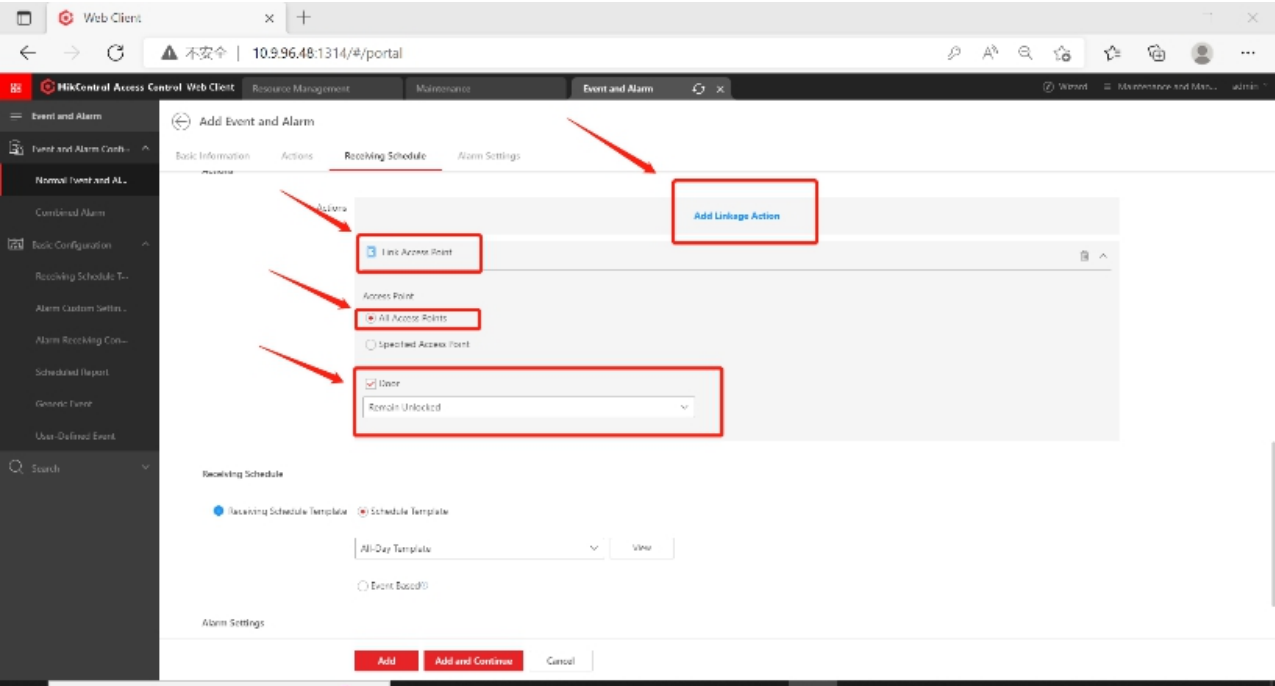 Web Client
不安全 | 10.9.96.48:1314/#/portal
HikCentral Access Control Web Client
Resource Management
Maintenance
Event and Alarm
Wizard
Maintenance and Man...
admin
Event and Alarm
Add Event and Alarm
Event and Alarm Confi...
Basic Information
Actions
Receiving Schedule
Alarm Settings
Actions
Normal Event and Al...
Actions
Add Linkage Action
Combined Alarm
Basic Configuration
Link Access Point
Receiving Schedule T...
Access Point
Alarm Custom Settin...
All Access Points
Alarm Receiving Con...
Specified Access Point
Scheduled Report
Door
Generic Event
Remain Unlocked
User-Defined Event
Search
Receiving Schedule
Receiving Schedule Template
Schedule Template
All-Day Template
View
Event Based
Alarm Settings
Add
Add and Continue
Cancel